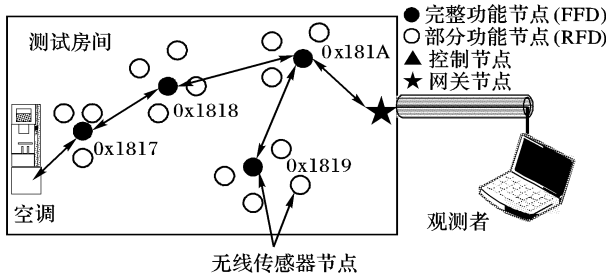 测试房间
完整功能节点(FFD)
部分功能节点(RFD)
控制节点
网关节点
0x181A
0x1818
0x1817
0x1819
空调
观测者
无线传感器节点